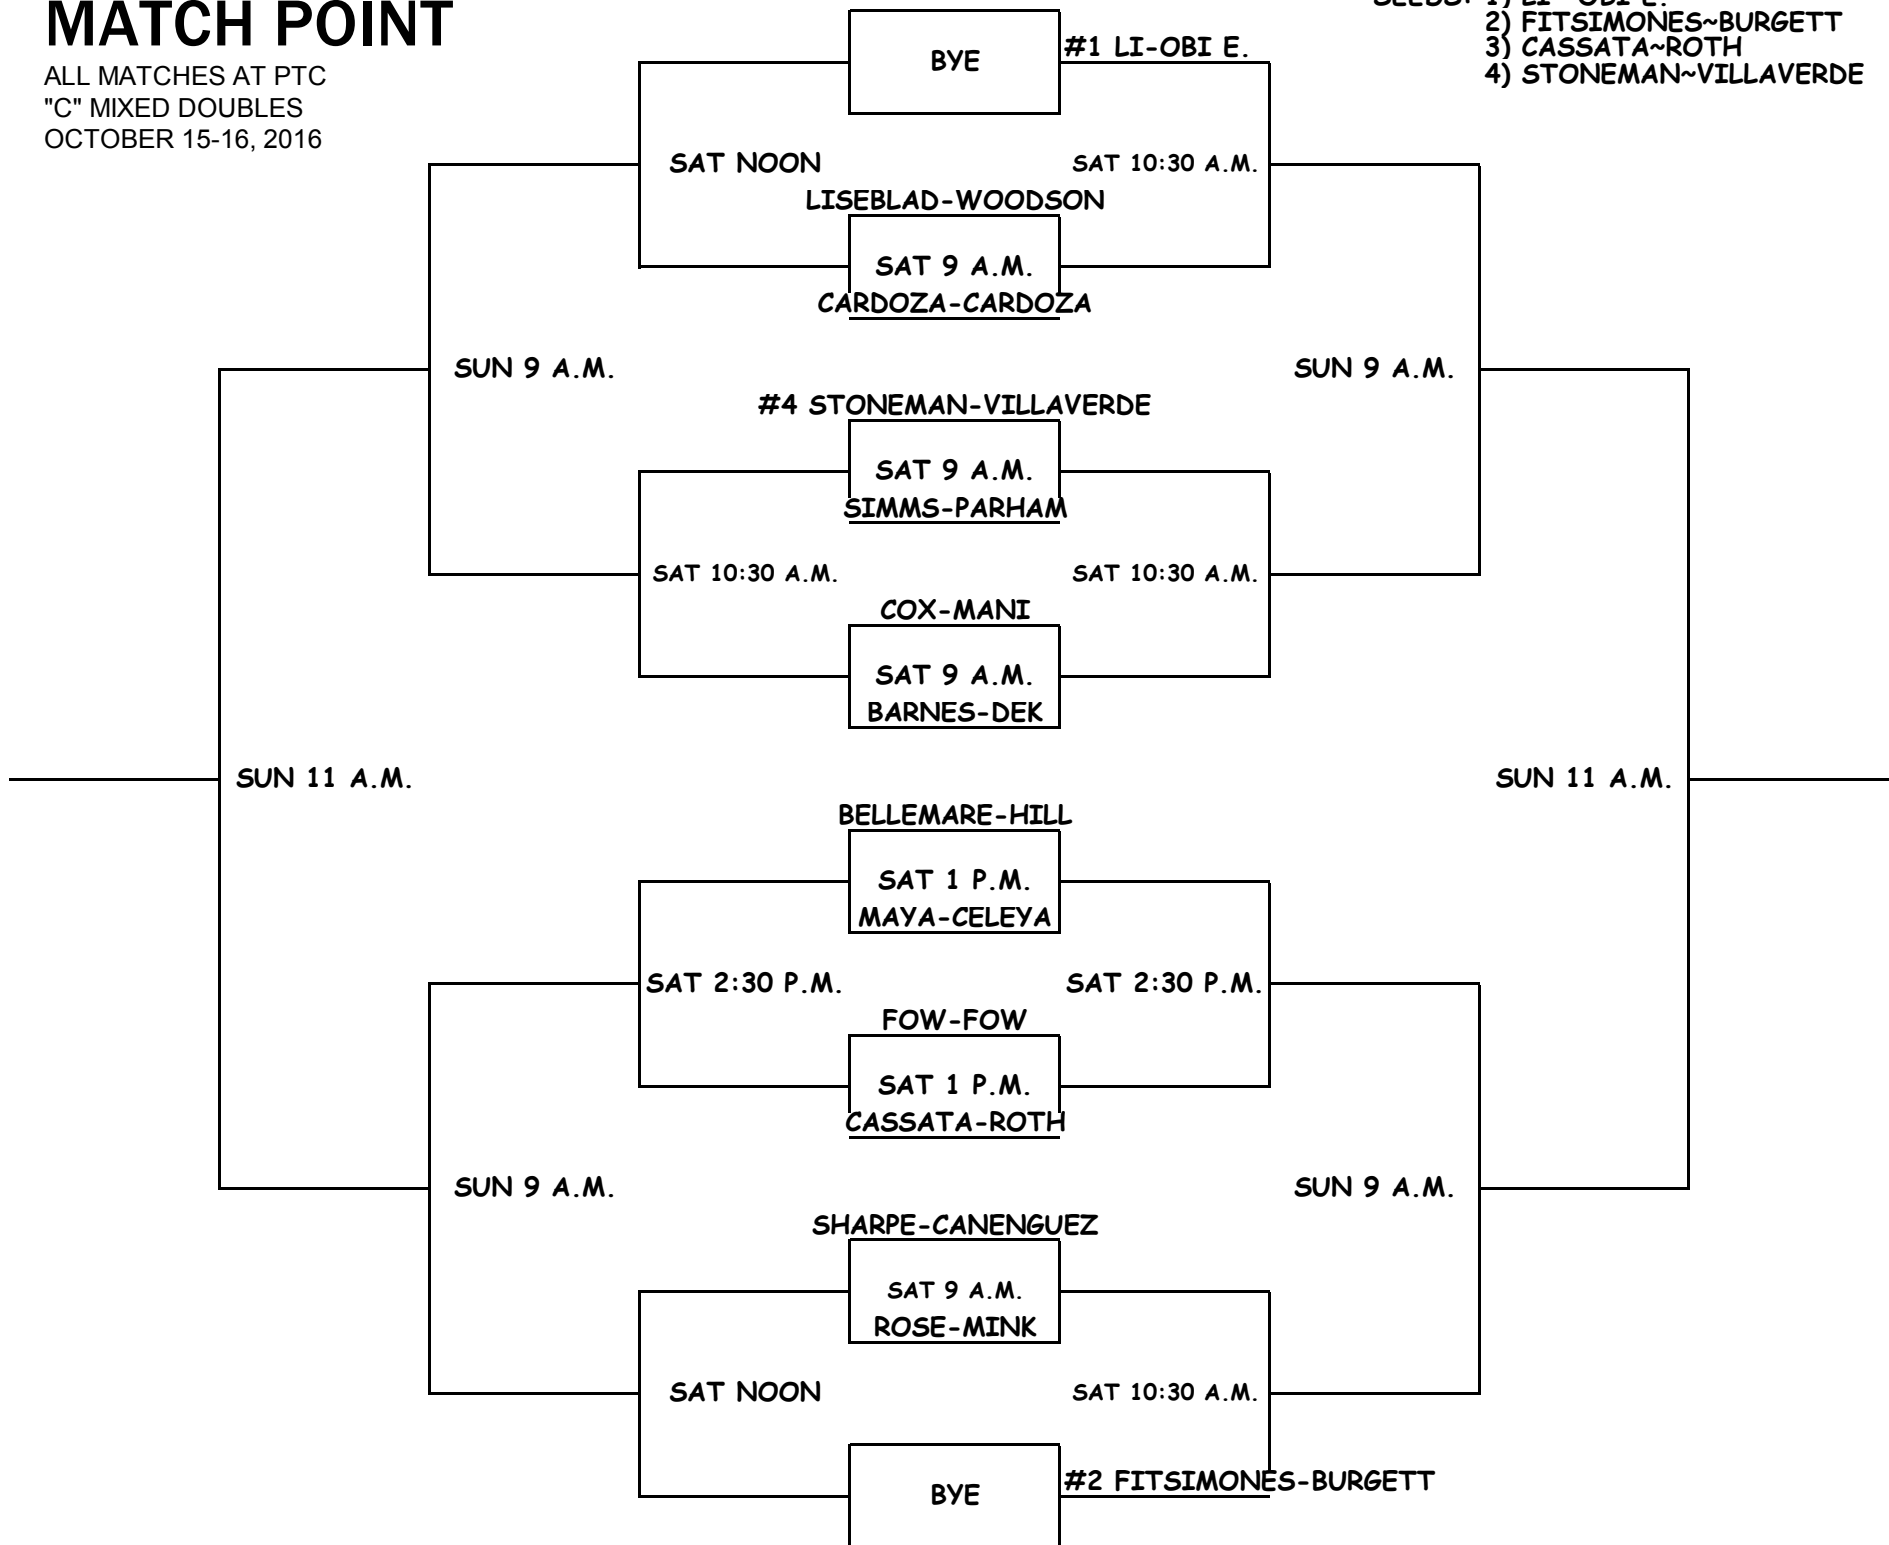 MATCH POINT
ALL MATCHES AT PTC
"C" MIXED DOUBLES
OCTOBER 15-16, 2016
SEEDS: 1) LI~OBI E.
2) FITSIMONES~BURGETT
3) CASSATA~ROTH
4) STONEMAN~VILLAVERDE
BYE
#1 LI-OBI E.
SAT NOON
SAT 10:30 A.M.
LISEBLAD-WOODSON
SAT 9 A.M.
CARDOZA-CARDOZA
SUN 9 A.M.
SUN 9 A.M.
#4 STONEMAN-VILLAVERDE
SAT 9 A.M.
SIMMS-PARHAM
SAT 10:30 A.M.
SAT 10:30 A.M.
COX-MANI
SAT 9 A.M.
BARNES-DEK
SUN 11 A.M.
SUN 11 A.M.
BELLEMARE-HILL
SAT 1 P.M.
MAYA-CELEYA
SAT 2:30 P.M.
SAT 2:30 P.M.
FOW-FOW
SAT 1 P.M.
CASSATA-ROTH
SUN 9 A.M.
SUN 9 A.M.
SHARPE-CANENGUEZ
SAT 9 A.M.
ROSE-MINK
SAT NOON
SAT 10:30 A.M.
#2 FITSIMONES-BURGETT
BYE